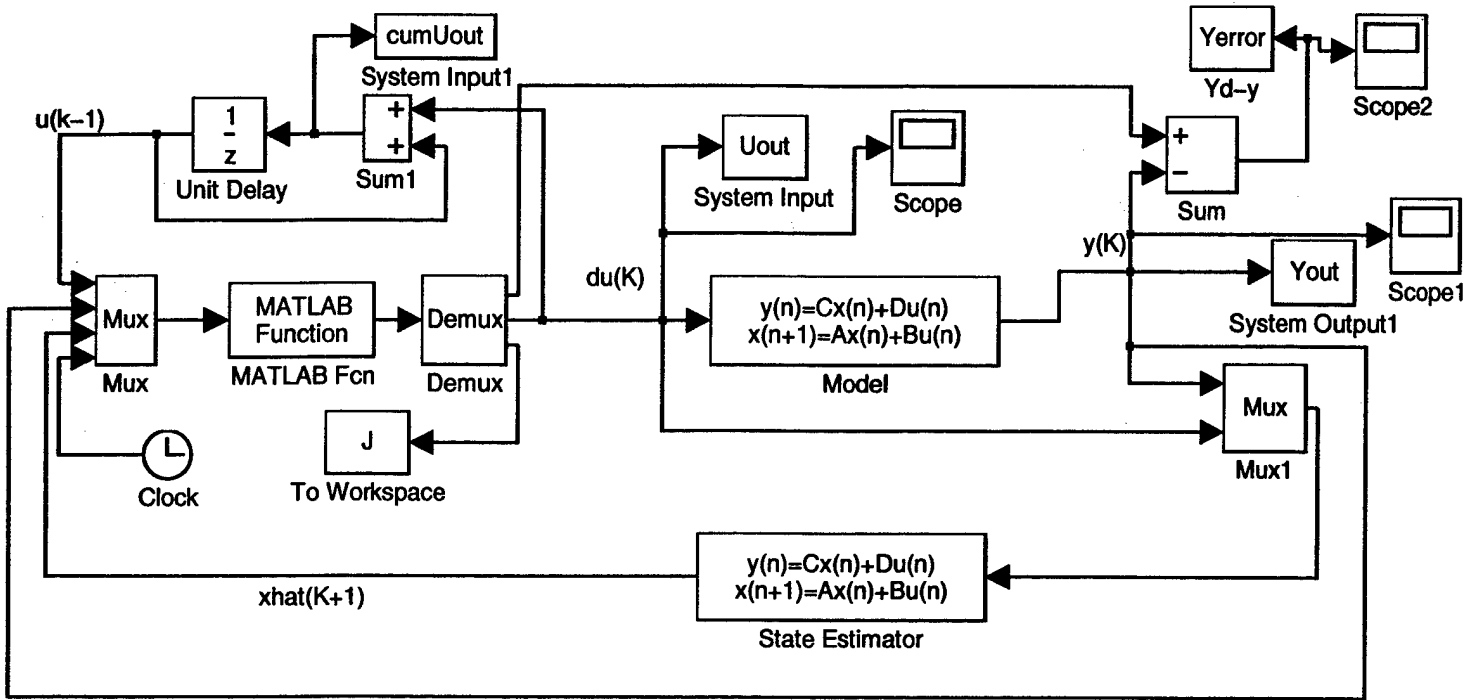 cumUout
System Input1
u(k−1)
1
z
Unit Delay
+
+
Sum1
Uout
System Input
Scope
Yerror
Yd−y
Scope2
+
−
Sum
y(K)
Yout
System Output1
Scope1
Mux
Mux
MATLAB
Function
MATLAB Fcn
Demux
Demux
du(K)
y(n)=Cx(n)+Du(n)
x(n+1)=Ax(n)+Bu(n)
Model
Mux
Mux1
Clock
J
To Workspace
xhat(K+1)
y(n)=Cx(n)+Du(n)
x(n+1)=Ax(n)+Bu(n)
State Estimator